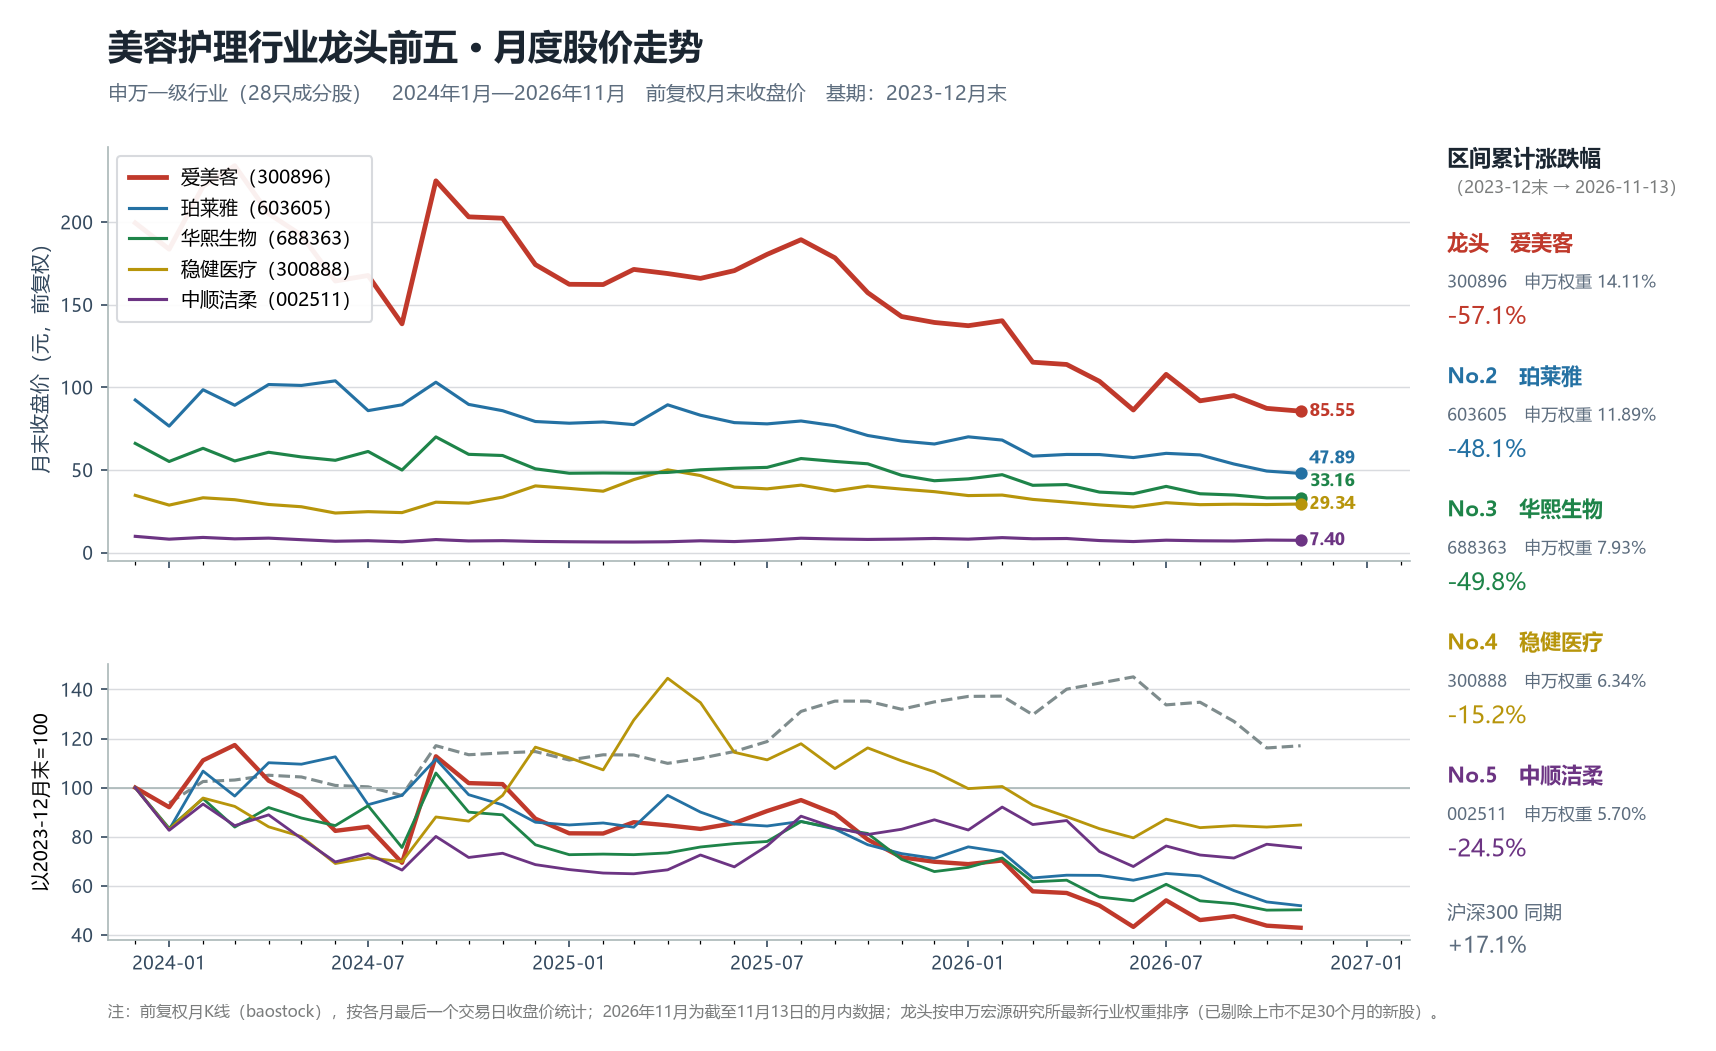 美容护理行业龙头前五 • 月度股价走势
申万一级行业（28只成分股） 2024年1月—2026年11月 前复权月末收盘价 基期：2023-12月末
月末收盘价（元，前复权）
200
150
100
50
0
爱美客（300896）
珀莱雅（603605）
华熙生物（688363）
稳健医疗（300888）
中顺洁柔（002511）
85.55
47.89
33.16
29.34
7.40
以2023-12月末=100
140
120
100
80
60
40
2024-01
2024-07
2025-01
2025-07
2026-01
2026-07
2027-01
区间累计涨跌幅
（2023-12末 → 2026-11-13）
龙头 爱美客
300896 申万权重 14.11%
-57.1%
No.2 珀莱雅
603605 申万权重 11.89%
-48.1%
No.3 华熙生物
688363 申万权重 7.93%
-49.8%
No.4 稳健医疗
300888 申万权重 6.34%
-15.2%
No.5 中顺洁柔
002511 申万权重 5.70%
-24.5%
沪深300 同期
+17.1%
注：前复权月K线（baostock），按各月最后一个交易日收盘价统计；2026年11月为截至11月13日的月内数据；龙头按申万宏源研究所最新行业权重排序（已剔除上市不足30个月的新股）。